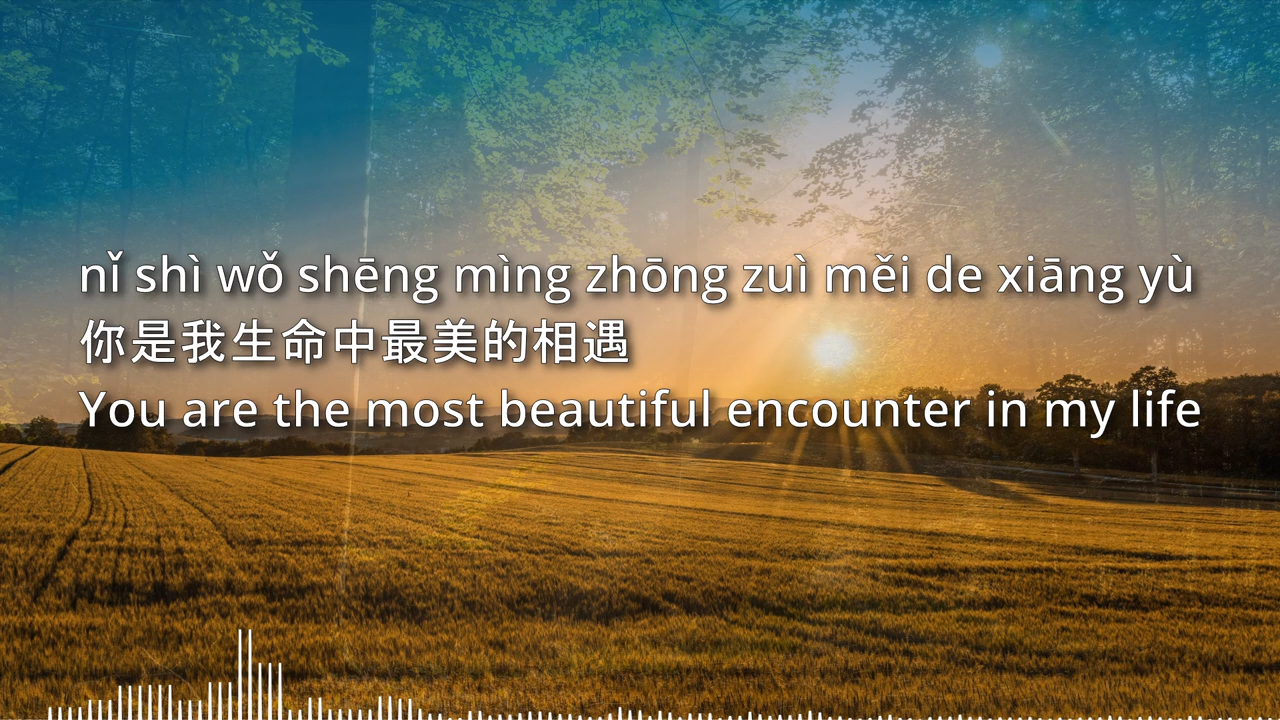 nǐ shì wǒ shēng mìng zhōng zuì měi de xiāng yù
你是我生命中最美的相遇
You are the most beautiful encounter in my life